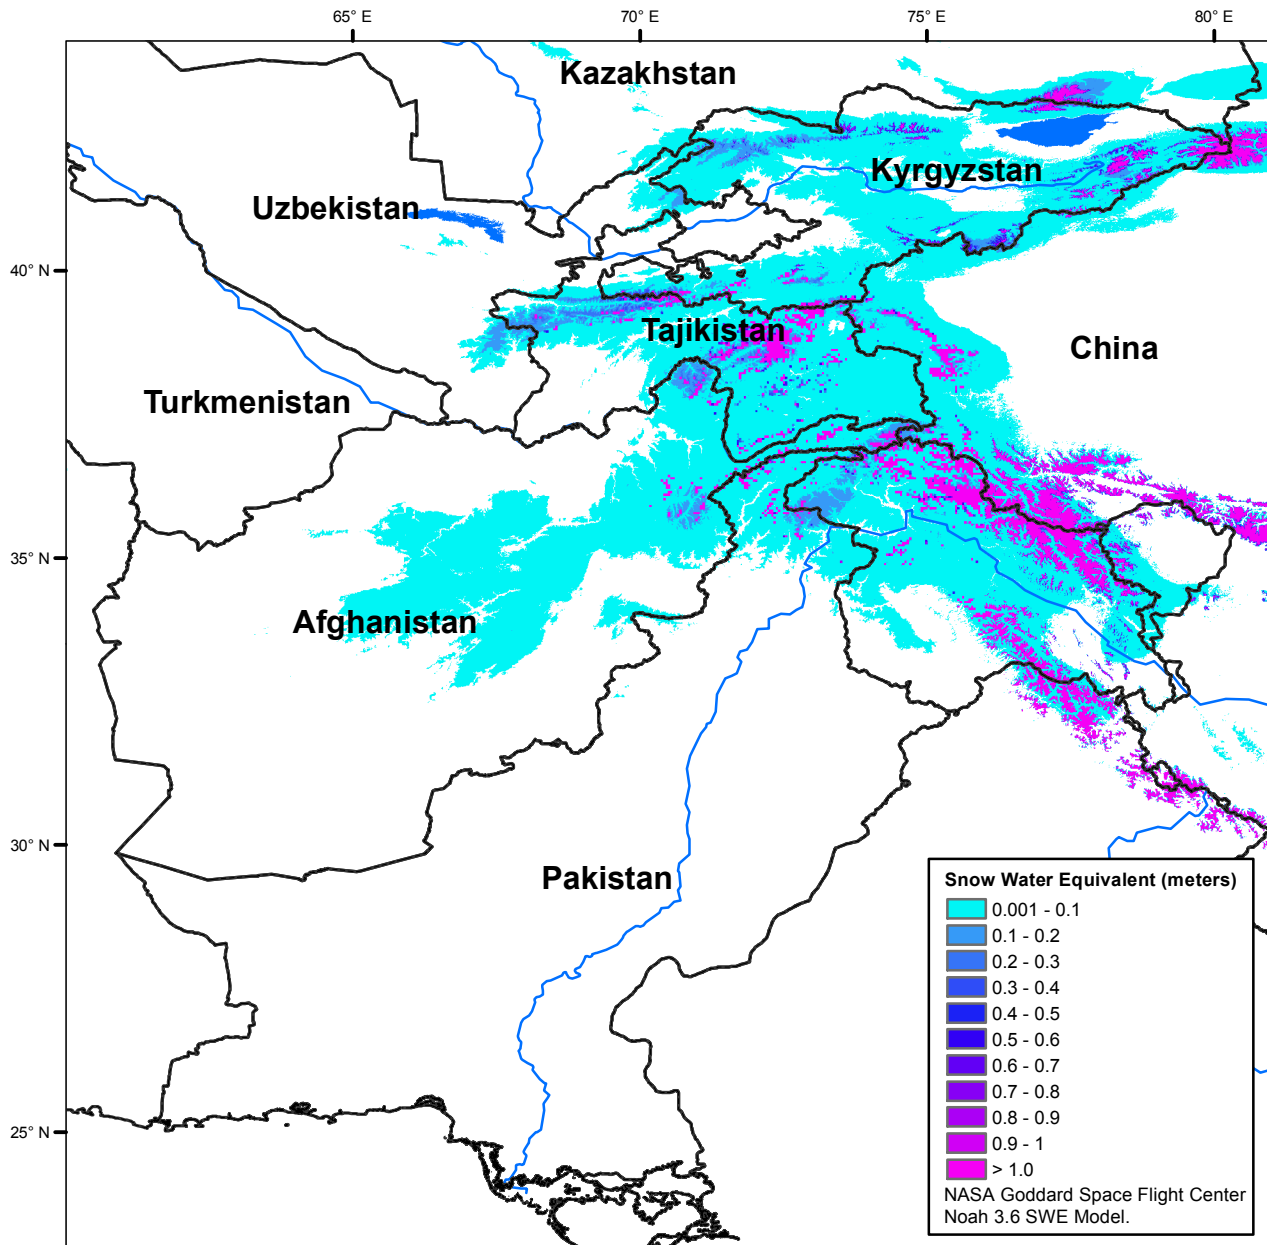 65° E
70° E
75° E
80° E
Kazakhstan
Kyrgyzstan
Uzbekistan
40° N
Tajikistan
China
Turkmenistan
35° N
Afghanistan
30° N
Pakistan
25° N
Snow Water Equivalent (meters)
0.001 - 0.1
0.1 - 0.2
0.2 - 0.3
0.3 - 0.4
0.4 - 0.5
0.5 - 0.6
0.6 - 0.7
0.7 - 0.8
0.8 - 0.9
0.9 - 1
> 1.0
NASA Goddard Space Flight Center
Noah 3.6 SWE Model.